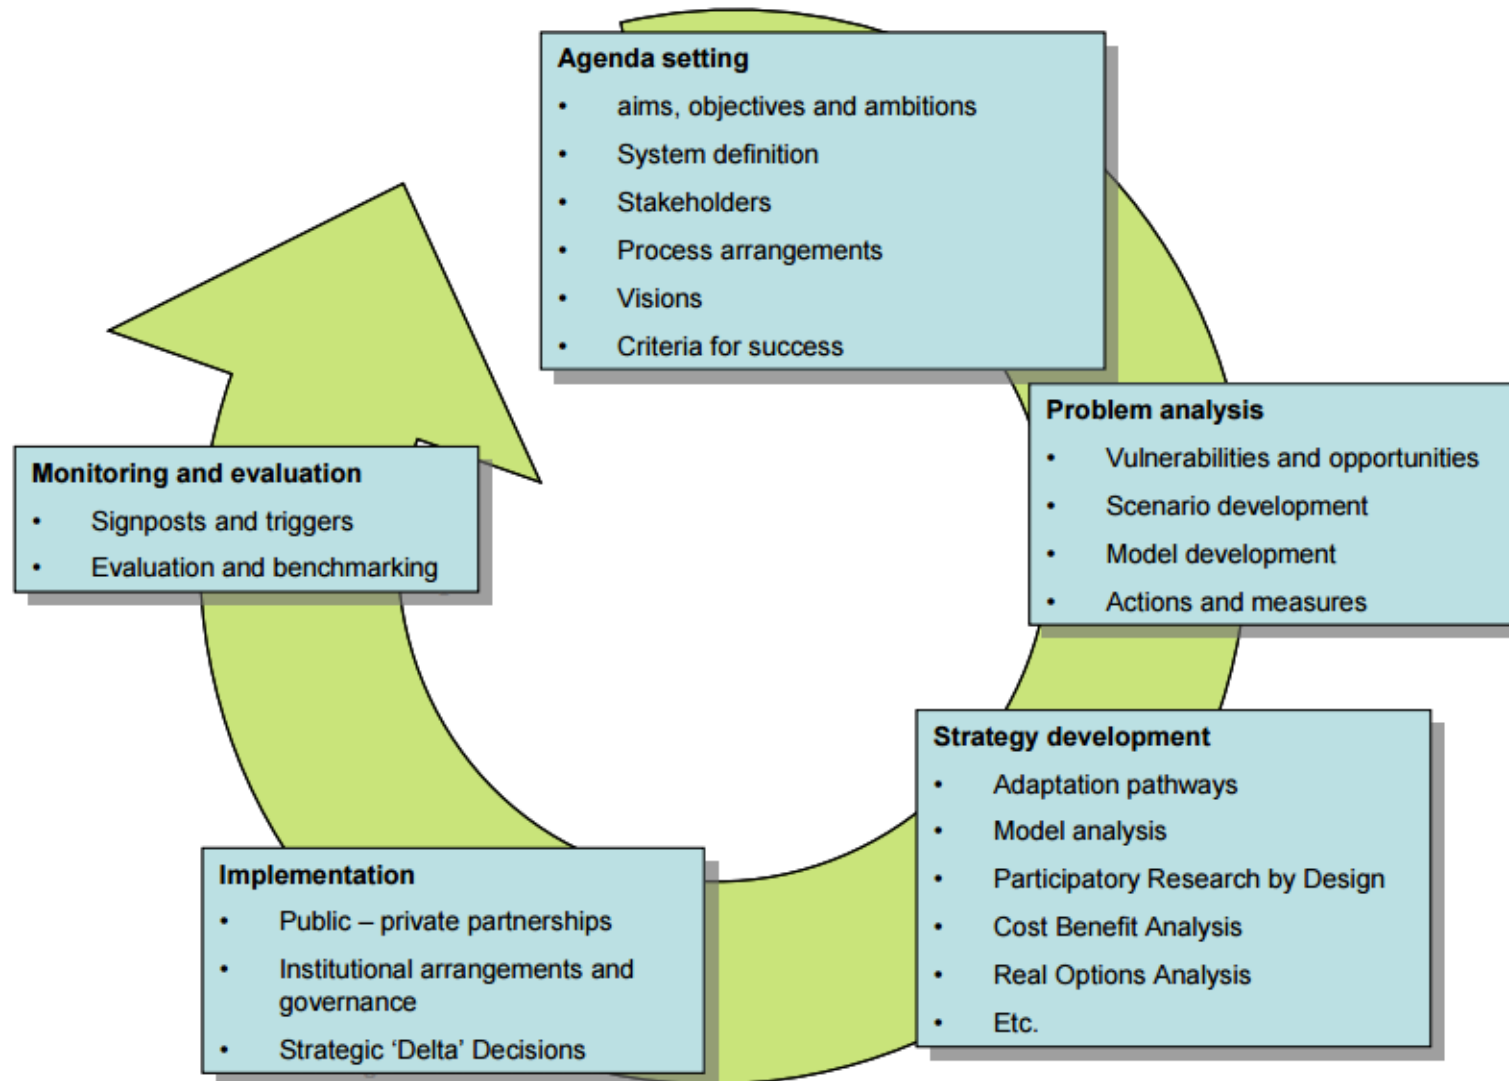 Agenda setting
• aims, objectives and ambitions
• System definition
• Stakeholders
• Process arrangements
• Visions
• Criteria for success
Problem analysis
• Vulnerabilities and opportunities
• Scenario development
• Model development
• Actions and measures
Strategy development
• Adaptation pathways
• Model analysis
• Participatory Research by Design
• Cost Benefit Analysis
• Real Options Analysis
• Etc.
Implementation
• Public – private partnerships
• Institutional arrangements and
governance
• Strategic ‘Delta’ Decisions
Monitoring and evaluation
• Signposts and triggers
• Evaluation and benchmarking